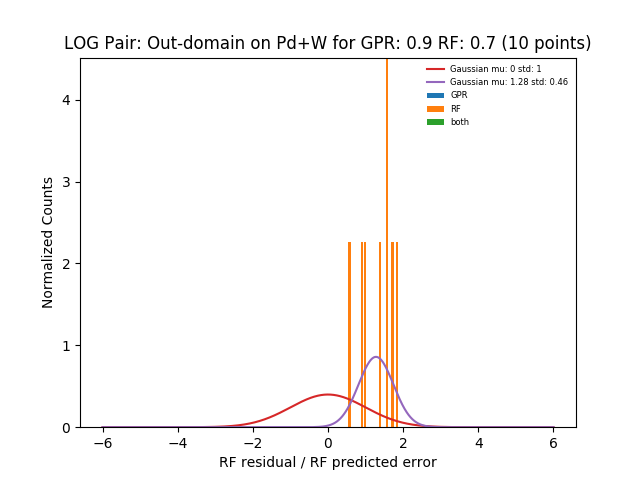 LOG Pair: Out-domain on Pd+W for GPR: 0.9 RF: 0.7 (10 points)
Gaussian mu: 0 std: 1
Gaussian mu: 1.28 std: 0.46
GPR
RF
both
Normalized Counts
4
3
2
1
0
−6 −4 −2 0 2 4 6
RF residual / RF predicted error